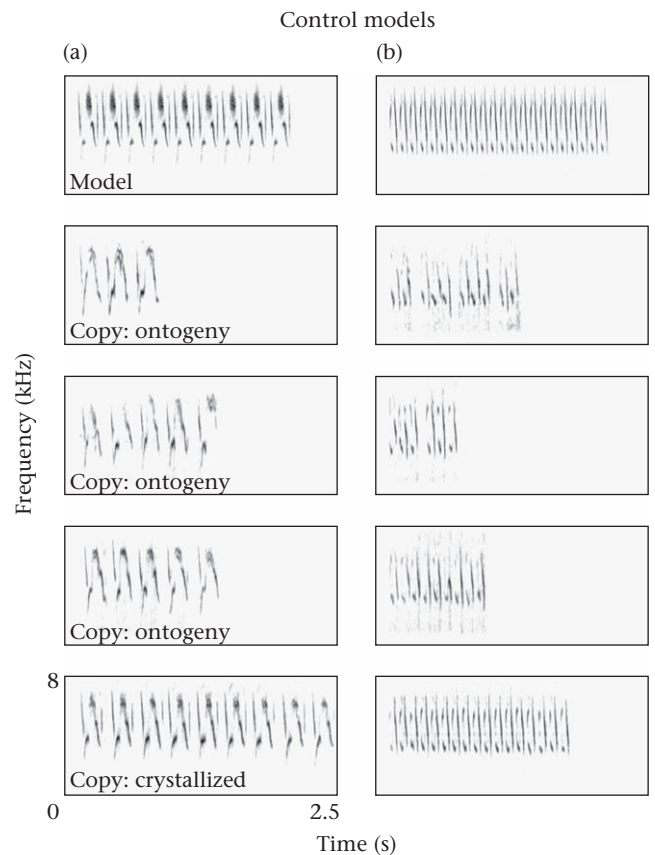 Control models
(a)
(b)
Model
Copy: ontogeny
Copy: ontogeny
Copy: ontogeny
Copy: crystallized
Frequency (kHz)
8
0
2.5
Time (s)